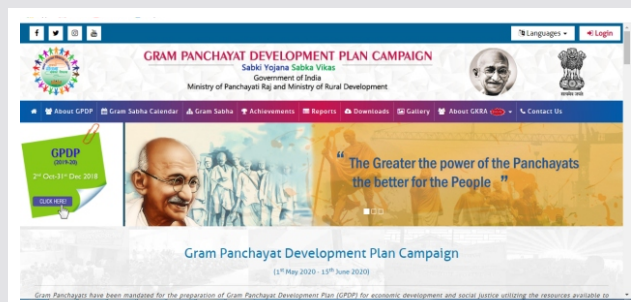 Languages
Login
GRAM PANCHAYAT DEVELOPMENT PLAN CAMPAIGN
Sabki Yojana Sabka Vikas
Government of India
Ministry of Panchayati Raj and Ministry of Rural Development
About GPDP Gram Sabha Calendar Gram Sabha Achievements Reports Downloads Gallery About GKRA Contact Us
GPDP
(2019-20)
2nd Oct-31st Dec 2018
CLICK HERE!
“ The Greater the power of the Panchayats
the better for the People ”
Gram Panchayat Development Plan Campaign
(1st May 2020 - 15th June 2020)
Gram Panchayats have been mandated for the preparation of Gram Panchayat Development Plan (GPDP) for economic development and social justice utilizing the resources available to